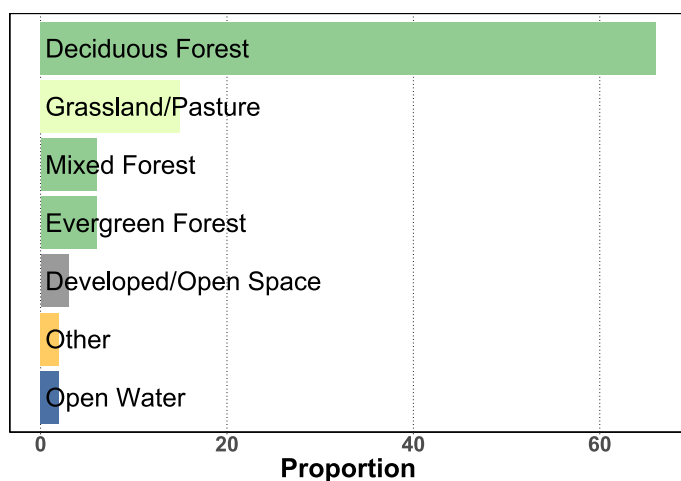 Deciduous Forest
Grassland/Pasture
Mixed Forest
Evergreen Forest
Developed/Open Space
Other
Open Water
0 20 40 60
Proportion